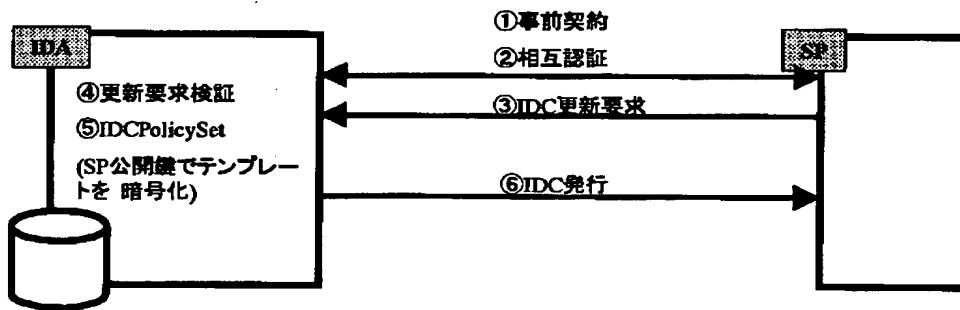 ①事前契約
IDA
SP
②相互認証
④更新要求検証
③IDC更新要求
⑤IDCPolicySet
(SP公開鍵でテンプレー
トを 暗号化)
⑥IDC発行